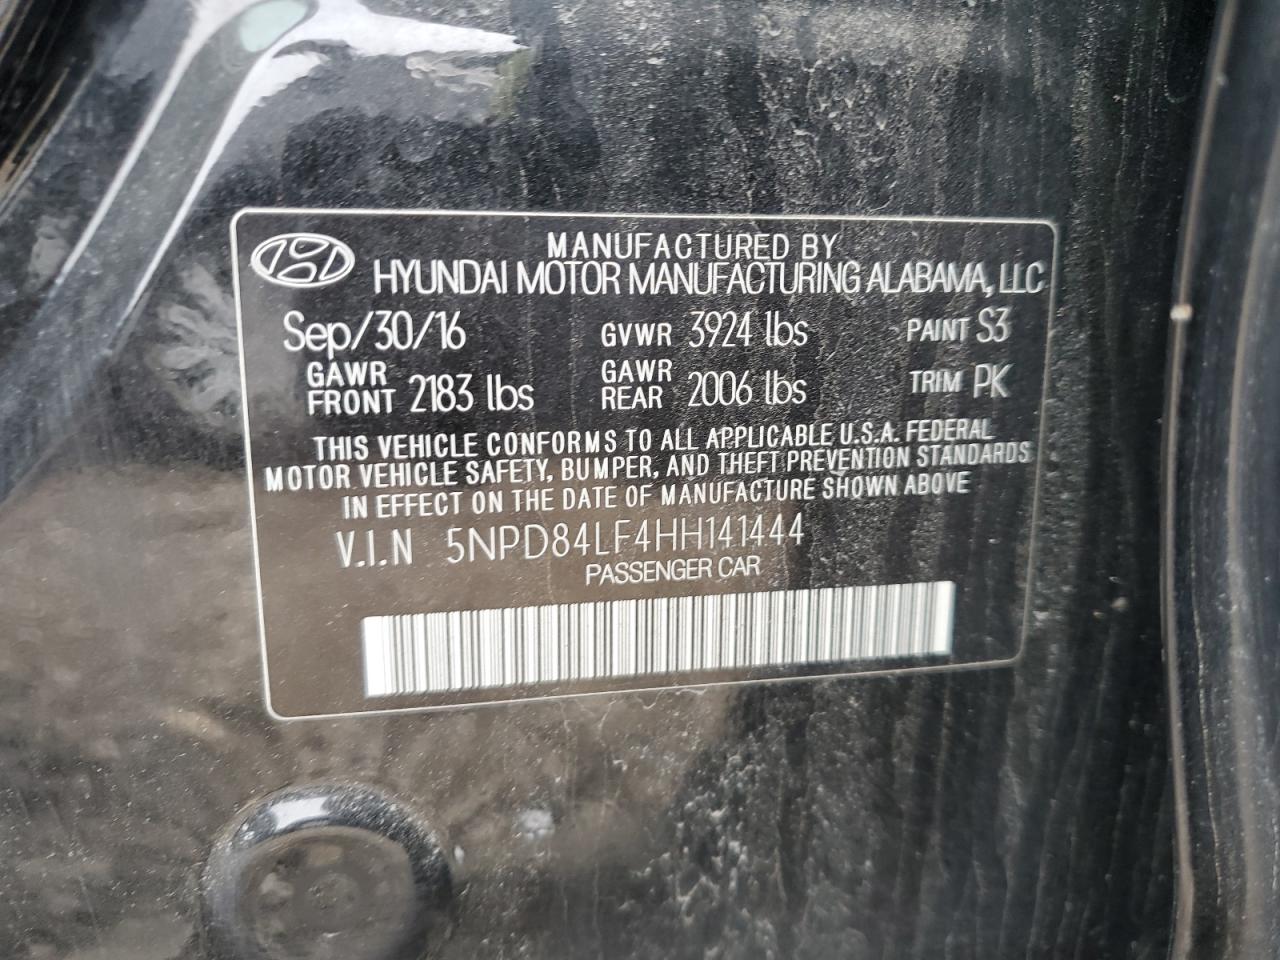 MANUFACTURED BY
HYUNDAI MOTOR MANUFACTURING ALABAMA, LLC
Sep/30/16 GVWR 3924 lbs PAINT S3
GAWR FRONT 2183 lbs GAWR REAR 2006 lbs TRIM PK
THIS VEHICLE CONFORMS TO ALL APPLICABLE U.S.A. FEDERAL
MOTOR VEHICLE SAFETY, BUMPER, AND THEFT PREVENTION STANDARDS
IN EFFECT ON THE DATE OF MANUFACTURE SHOWN ABOVE
V.I.N 5NPD84LF4HH141444
PASSENGER CAR